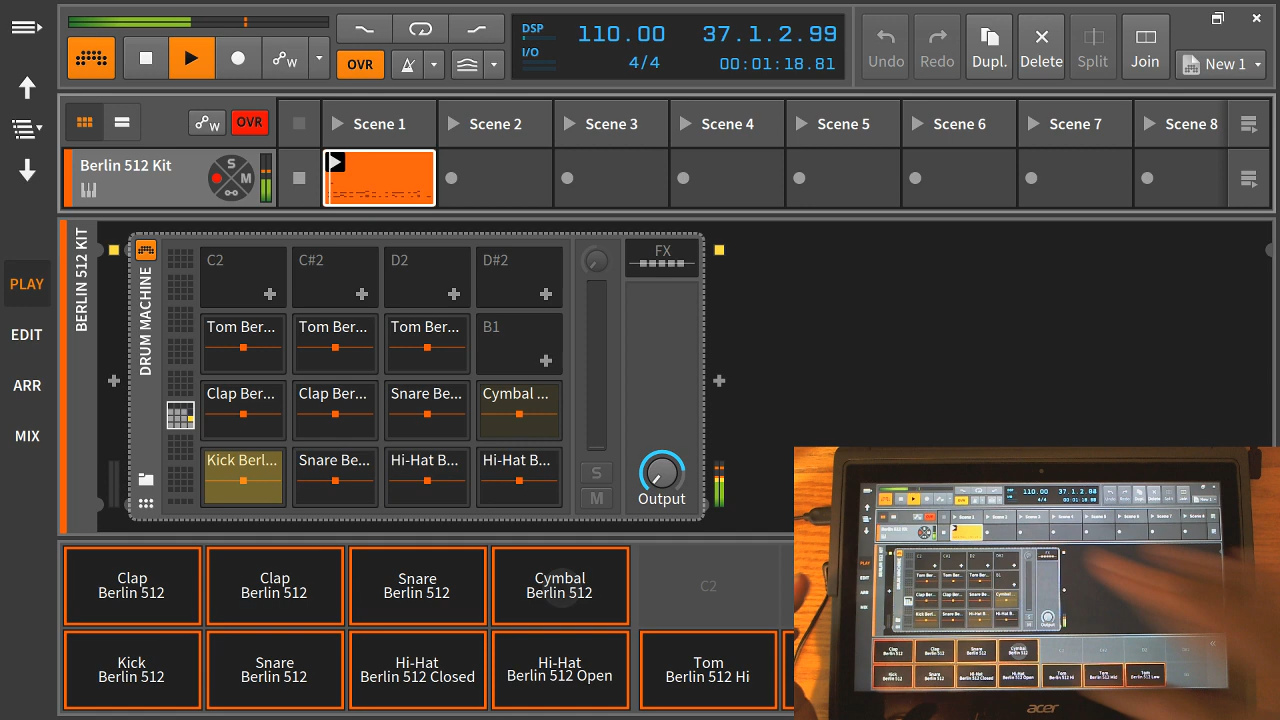 DSP
I/O
110.00
37.1.2.99
4/4
00:01:18.81
OVR
W
Undo
Redo
Dupl.
Delete
Split
Join
New 1
W
OVR
Scene 1
Scene 2
Scene 3
Scene 4
Scene 5
Scene 6
Scene 7
Scene 8
Berlin 512 Kit
S
M
PLAY
EDIT
ARR
MIX
BERLIN 512 KIT
DRUM MACHINE
C2
C#2
D2
D#2
Tom Ber...
Tom Ber...
Tom Ber...
B1
Clap Ber...
Clap Ber...
Snare Be...
Cymbal ...
Kick Berl...
Snare Be...
Hi-Hat B...
Hi-Hat B...
S
M
FX
Output
Clap
Berlin 512
Clap
Berlin 512
Snare
Berlin 512
Cymbal
Berlin 512
C2
Kick
Berlin 512
Snare
Berlin 512
Hi-Hat
Berlin 512 Closed
Hi-Hat
Berlin 512 Open
Tom
Berlin 512 Hi
acer